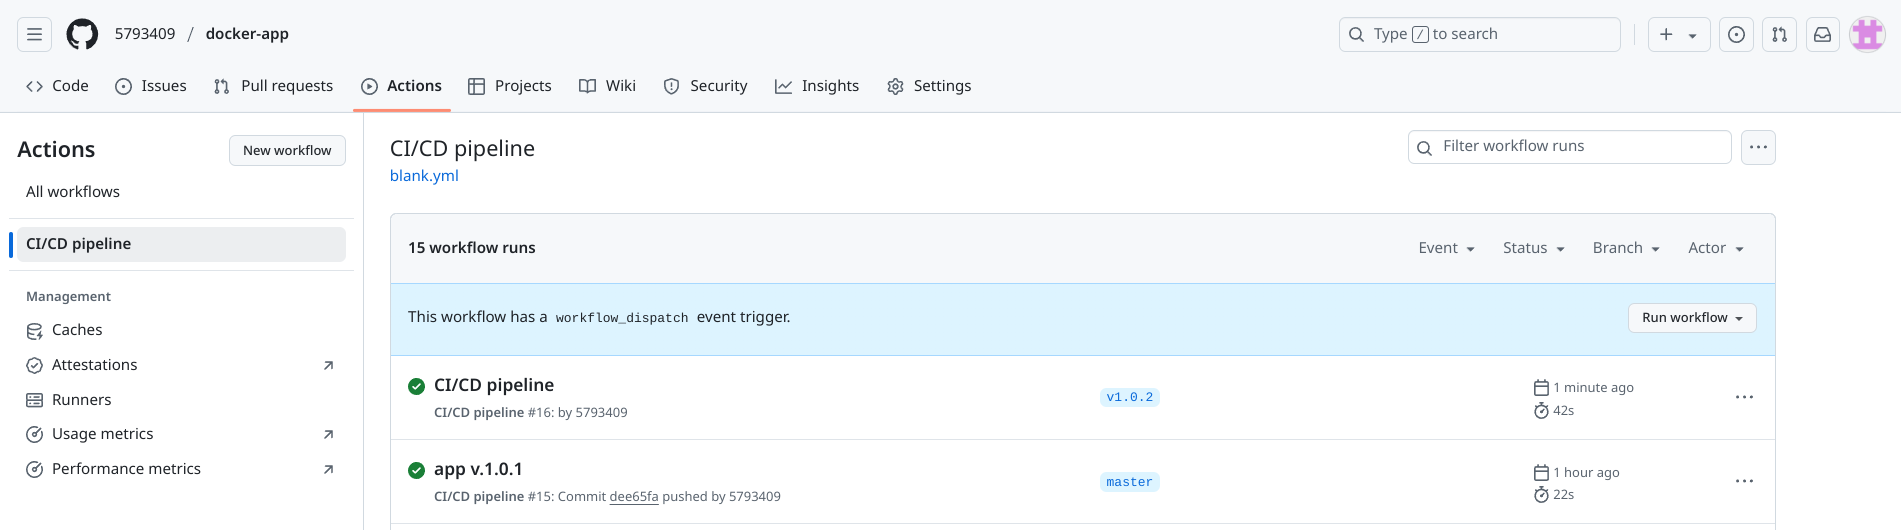 5793409 / docker-app
Type / to search
Code Issues Pull requests Actions Projects Wiki Security Insights Settings
Actions
New workflow
All workflows
CI/CD pipeline
Management
Caches
Attestations
Runners
Usage metrics
Performance metrics
CI/CD pipeline
blank.yml
Filter workflow runs
15 workflow runs
Event Status Branch Actor
This workflow has a workflow_dispatch event trigger.
Run workflow
CI/CD pipeline
CI/CD pipeline #16: by 5793409
v1.0.2
1 minute ago
42s
app v.1.0.1
CI/CD pipeline #15: Commit dee65fa pushed by 5793409
master
1 hour ago
22s